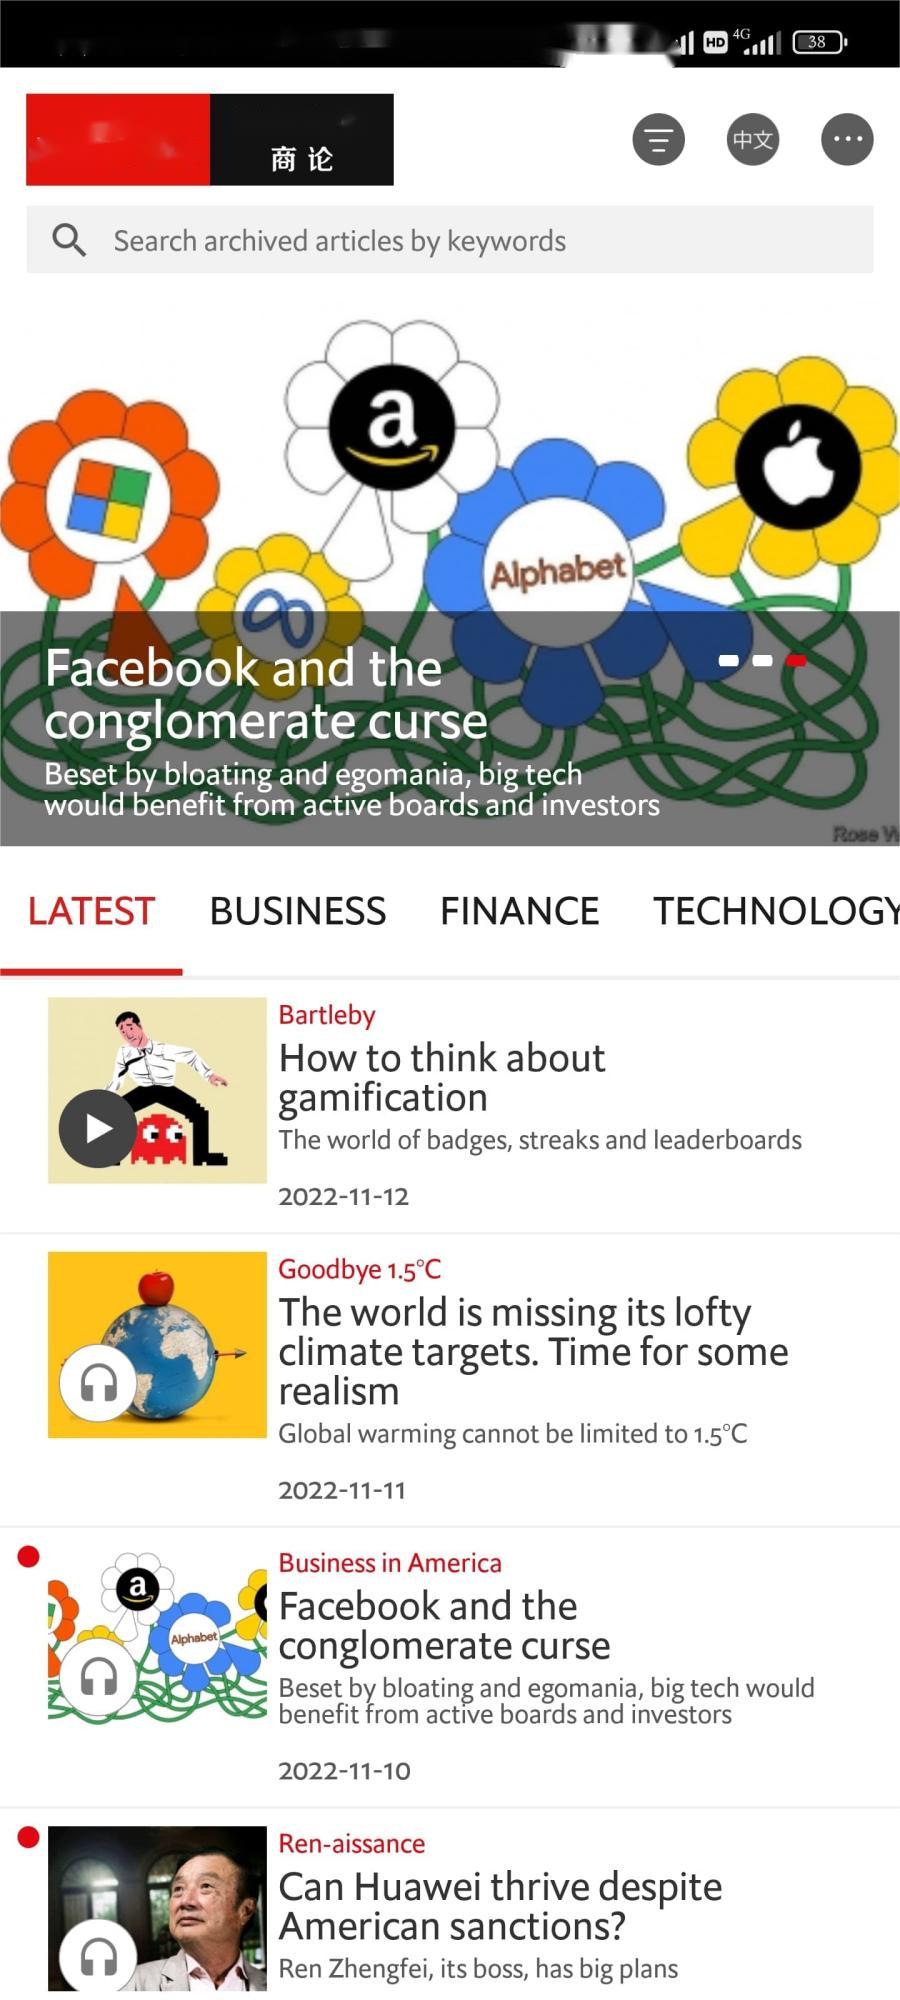 HD 4G 38
商论
中文
Search archived articles by keywords
a
Alphabet
Facebook and the
conglomerate curse
Beset by bloating and egomania, big tech
would benefit from active boards and investors
Rose W
LATEST BUSINESS FINANCE TECHNOLOGY
Bartleby
How to think about
gamification
The world of badges, streaks and leaderboards
2022-11-12
Goodbye 1.5°C
The world is missing its lofty
climate targets. Time for some
realism
Global warming cannot be limited to 1.5°C
2022-11-11
Business in America
a
Alphabet
Facebook and the
conglomerate curse
Beset by bloating and egomania, big tech would
benefit from active boards and investors
2022-11-10
Ren-aissance
Can Huawei thrive despite
American sanctions?
Ren Zhengfei, its boss, has big plans